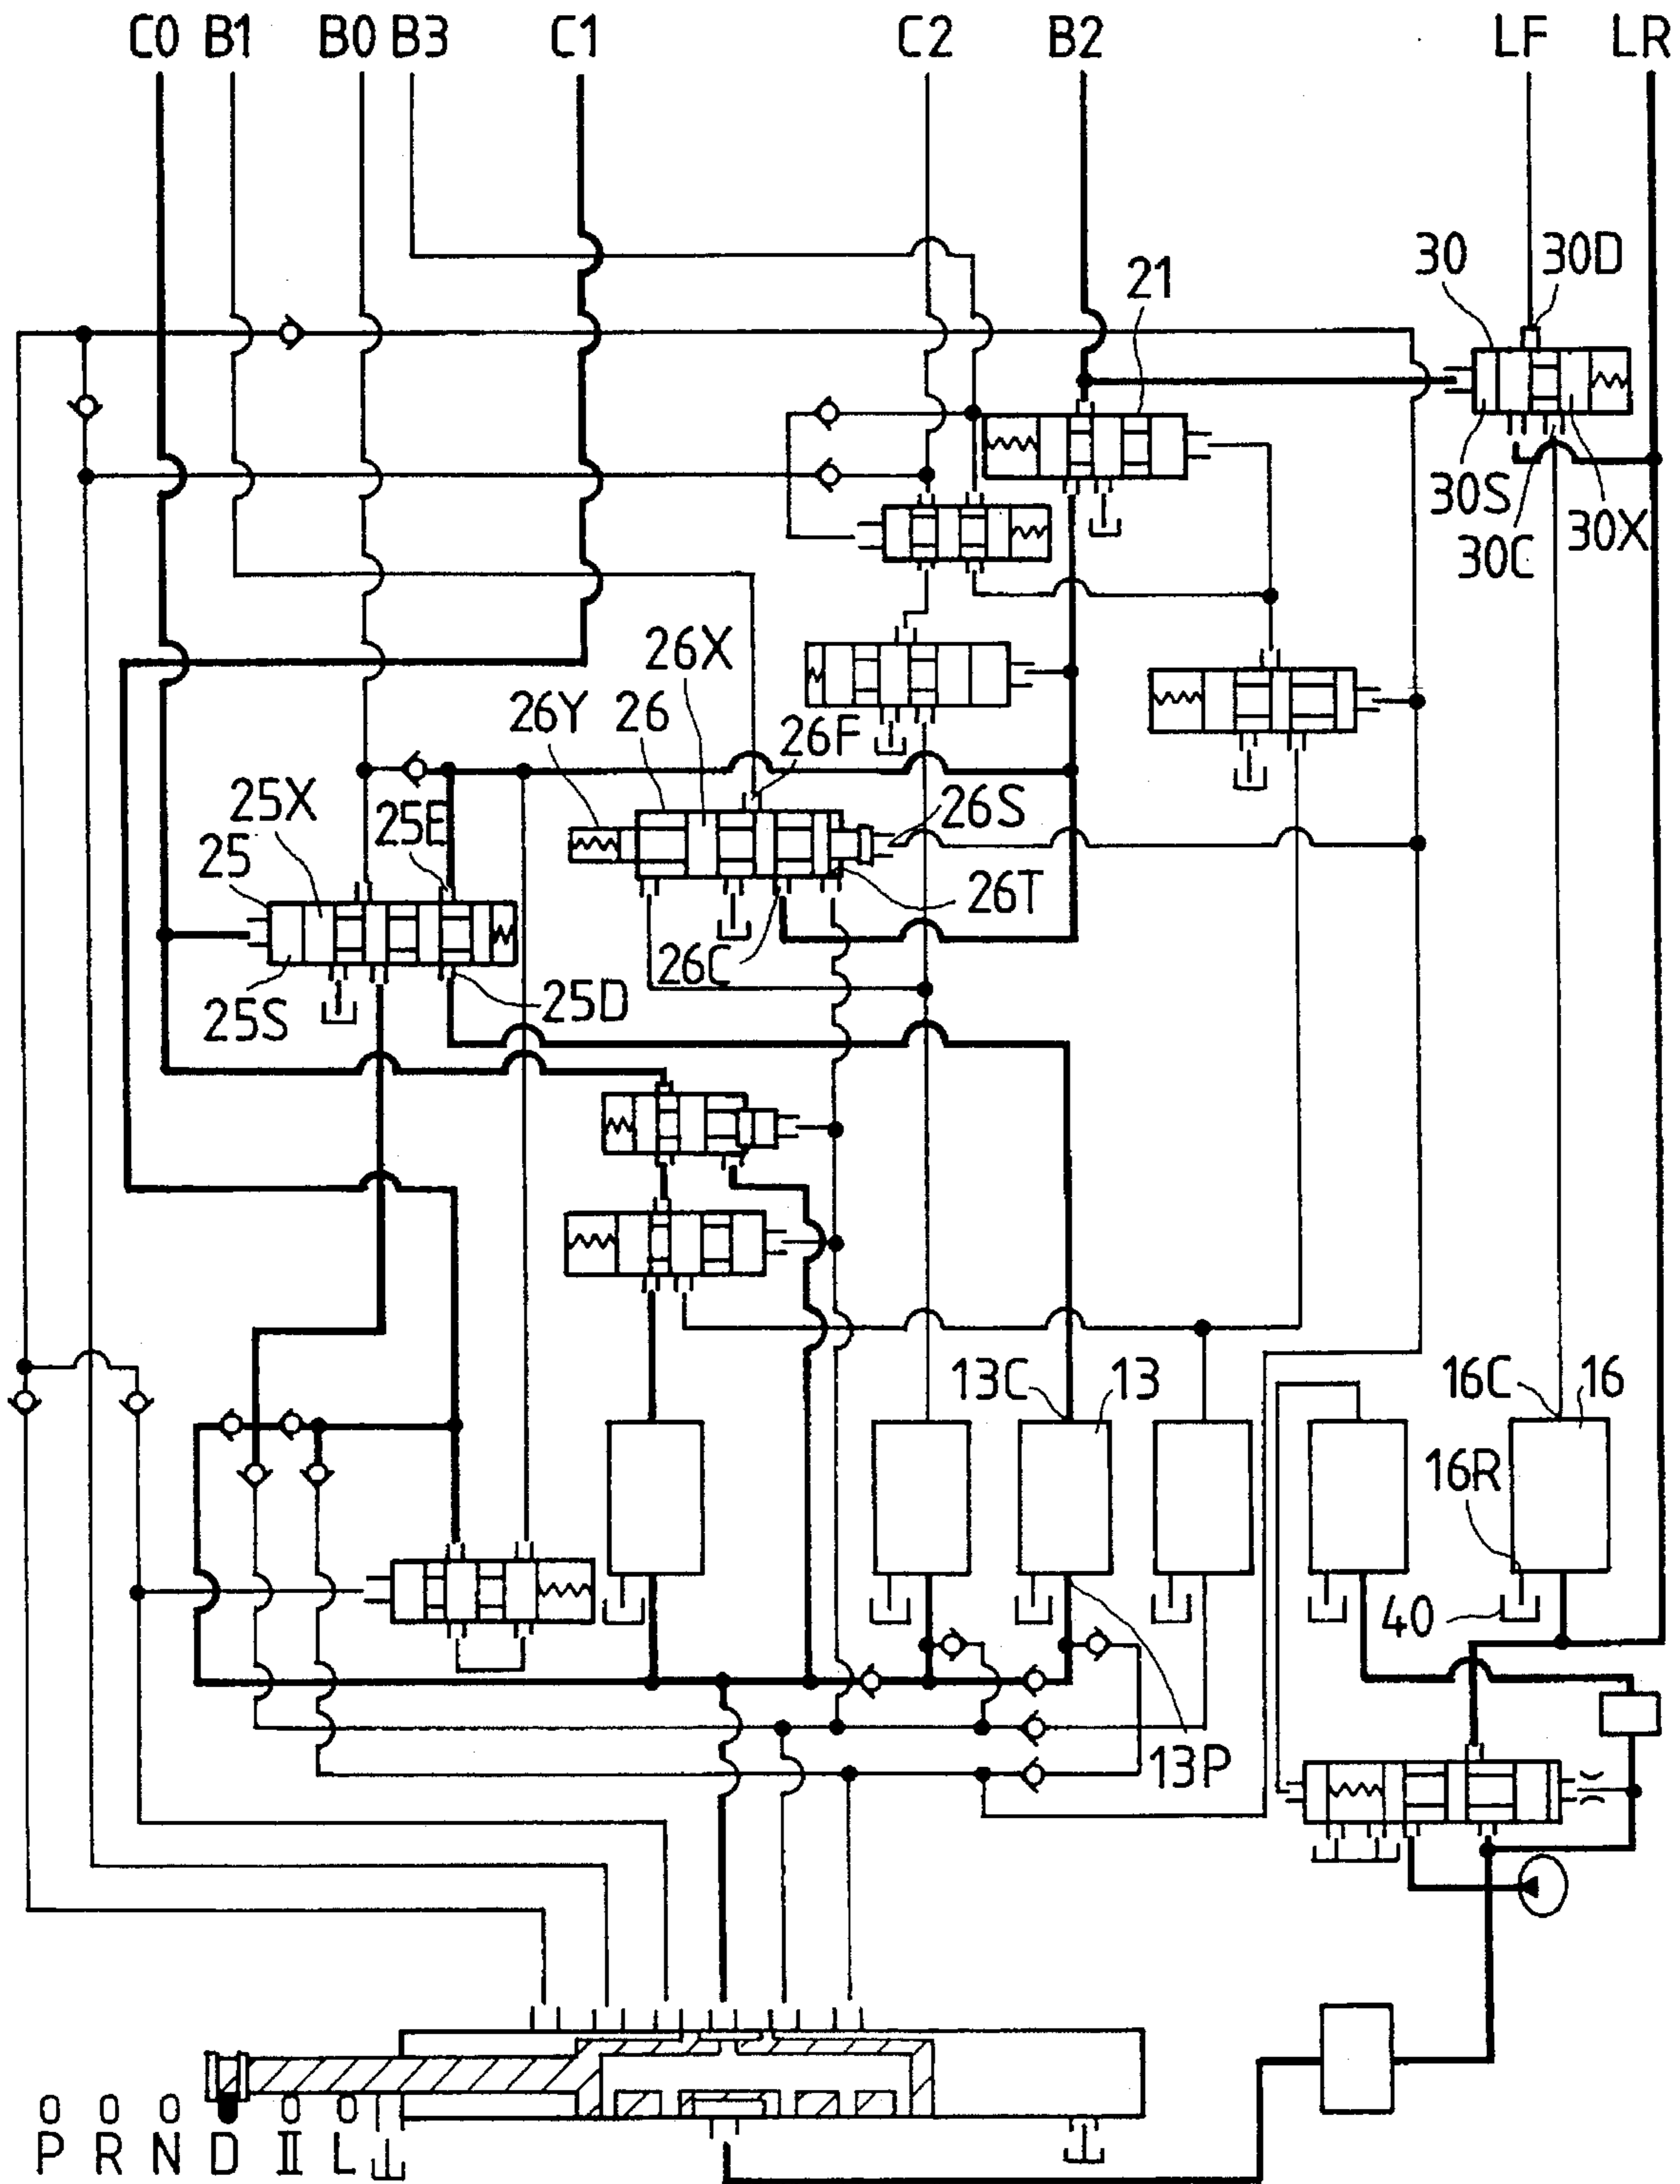 C0 B1 B0 B3 C1 C2 B2 LF LR
21 30 30D
30S 30X
30C
26X
26Y 26 26F
25X 25E 26S
25
26T
26C
25S 25D
13C 13 16C 16
16R
40
13P
P R N D II L